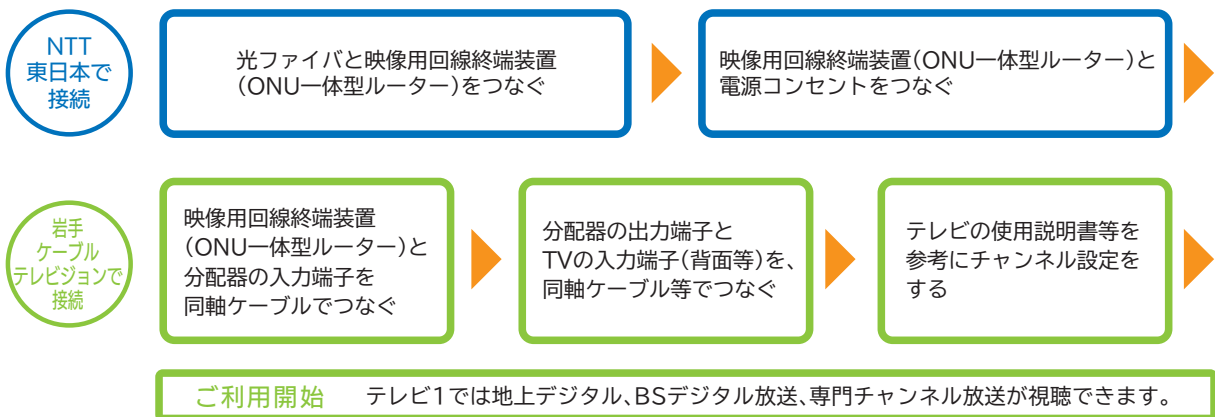 NTT
東日本で
接続
光ファイバと映像用回線終端装置
(ONU一体型ルーター)をつなぐ
映像用回線終端装置(ONU一体型ルーター)と
電源コンセントをつなぐ
岩手
ケーブル
テレビジョンで
接続
映像用回線終端装置
(ONU一体型ルーター)と
分配器の入力端子を
同軸ケーブルでつなぐ
分配器の出力端子と
TVの入力端子(背面等)を、
同軸ケーブル等でつなぐ
テレビの使用説明書等を
参考にチャンネル設定を
する
ご利用開始 テレビ1では地上デジタル、BSデジタル放送、専門チャンネル放送が視聴できます。